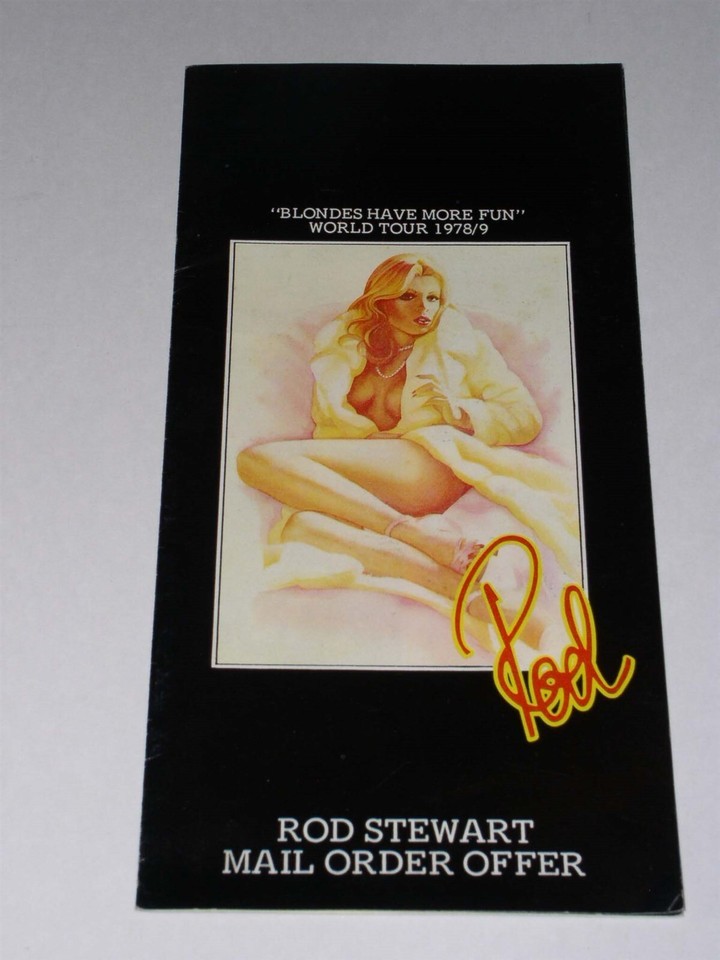 "BLONDES HAVE MORE FUN"
WORLD TOUR 1978/9
Rod
ROD STEWART
MAIL ORDER OFFER